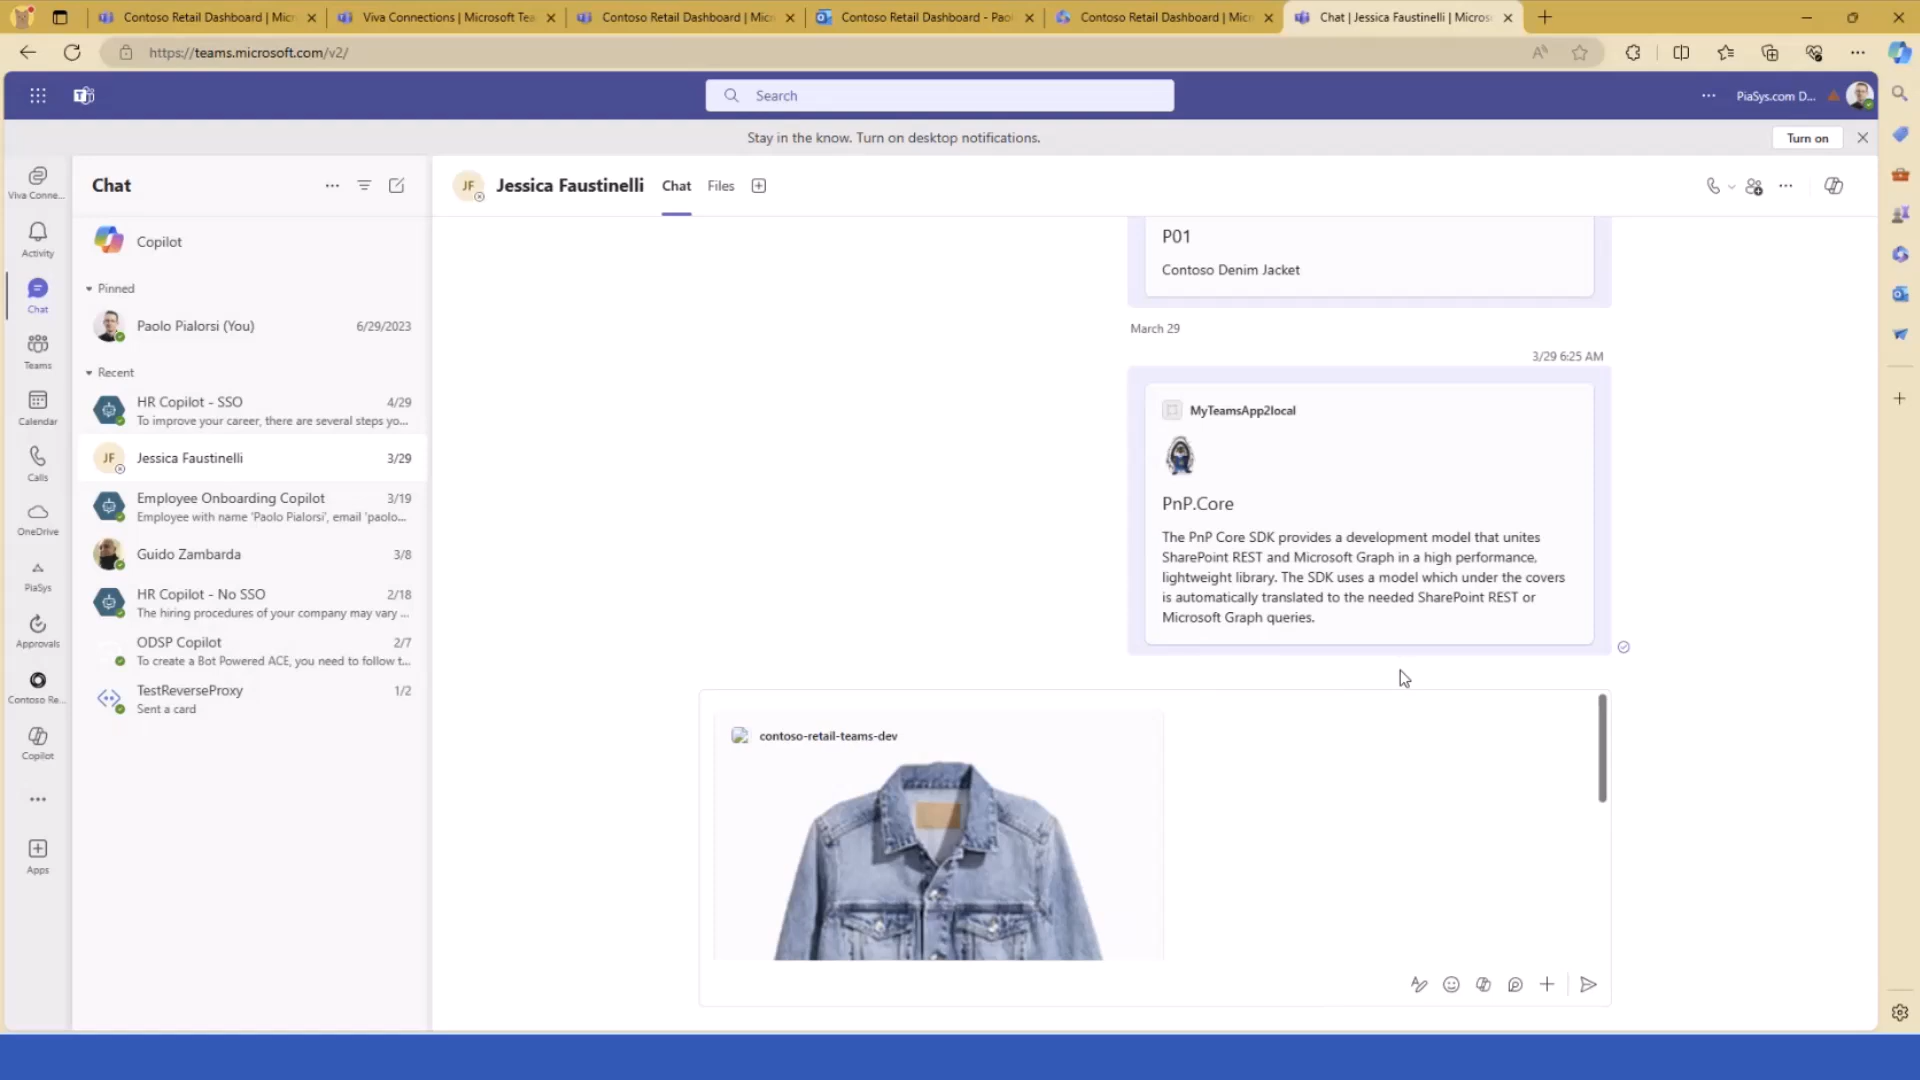 Contoso Retail Dashboard | Micr
Viva Connections | Microsoft Tea
Contoso Retail Dashboard | Micr
Contoso Retail Dashboard - Pao
Contoso Retail Dashboard | Micr
Chat | Jessica Faustinelli | Micros
https://teams.microsoft.com/v2/
Search
PiaSys.com D...
Stay in the know. Turn on desktop notifications.
Turn on
Viva Conne...
Activity
Chat
Teams
Calendar
Calls
OneDrive
PiaSys
Approvals
Contoso Re...
Copilot
Apps
Chat
Copilot
Pinned
Paolo Pialorsi (You)
6/29/2023
Recent
HR Copilot - SSO
4/29
To improve your career, there are several steps yo...
JF
Jessica Faustinelli
3/29
Employee Onboarding Copilot
3/19
Employee with name 'Paolo Pialorsi', email 'paolo...
Guido Zambarda
3/8
HR Copilot - No SSO
2/18
The hiring procedures of your company may vary ...
ODSP Copilot
2/7
To create a Bot Powered ACE, you need to follow t...
TestReverseProxy
1/2
Sent a card
JF
Jessica Faustinelli
Chat
Files
P01
Contoso Denim Jacket
March 29
3/29 6:25 AM
MyTeamsApp2local
PnP.Core
The PnP Core SDK provides a development model that unites
SharePoint REST and Microsoft Graph in a high performance,
lightweight library. The SDK uses a model which under the covers
is automatically translated to the needed SharePoint REST or
Microsoft Graph queries.
contoso-retail-teams-dev